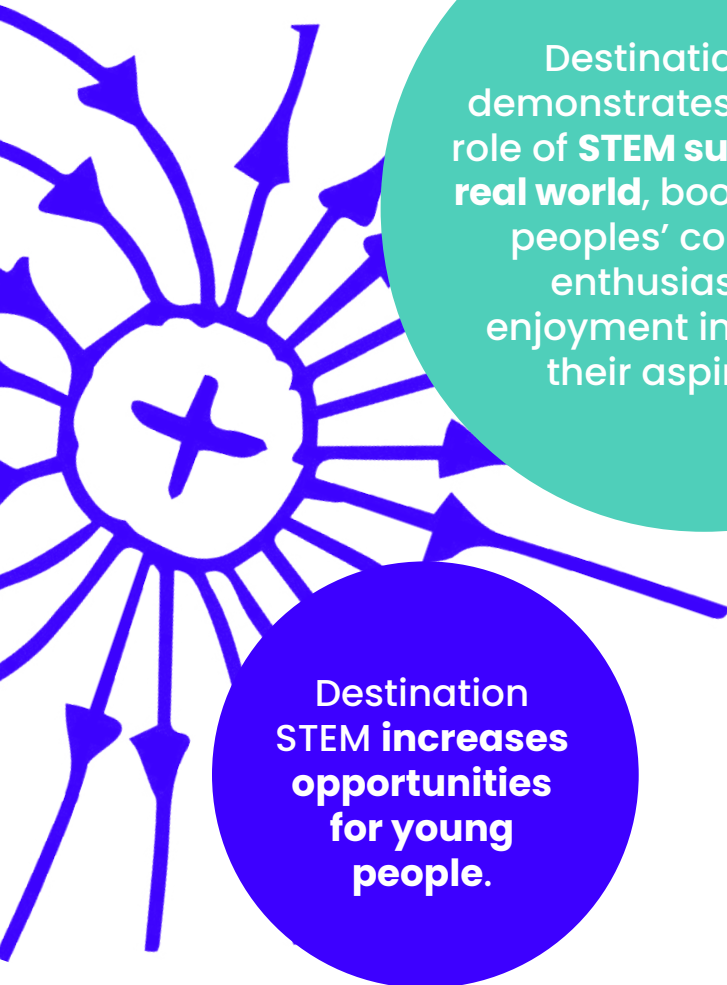 demonstrates
role of STEM
real world,
peoples’
enjoyment
their
Destination
STEM increases
opportunities
for young
people.